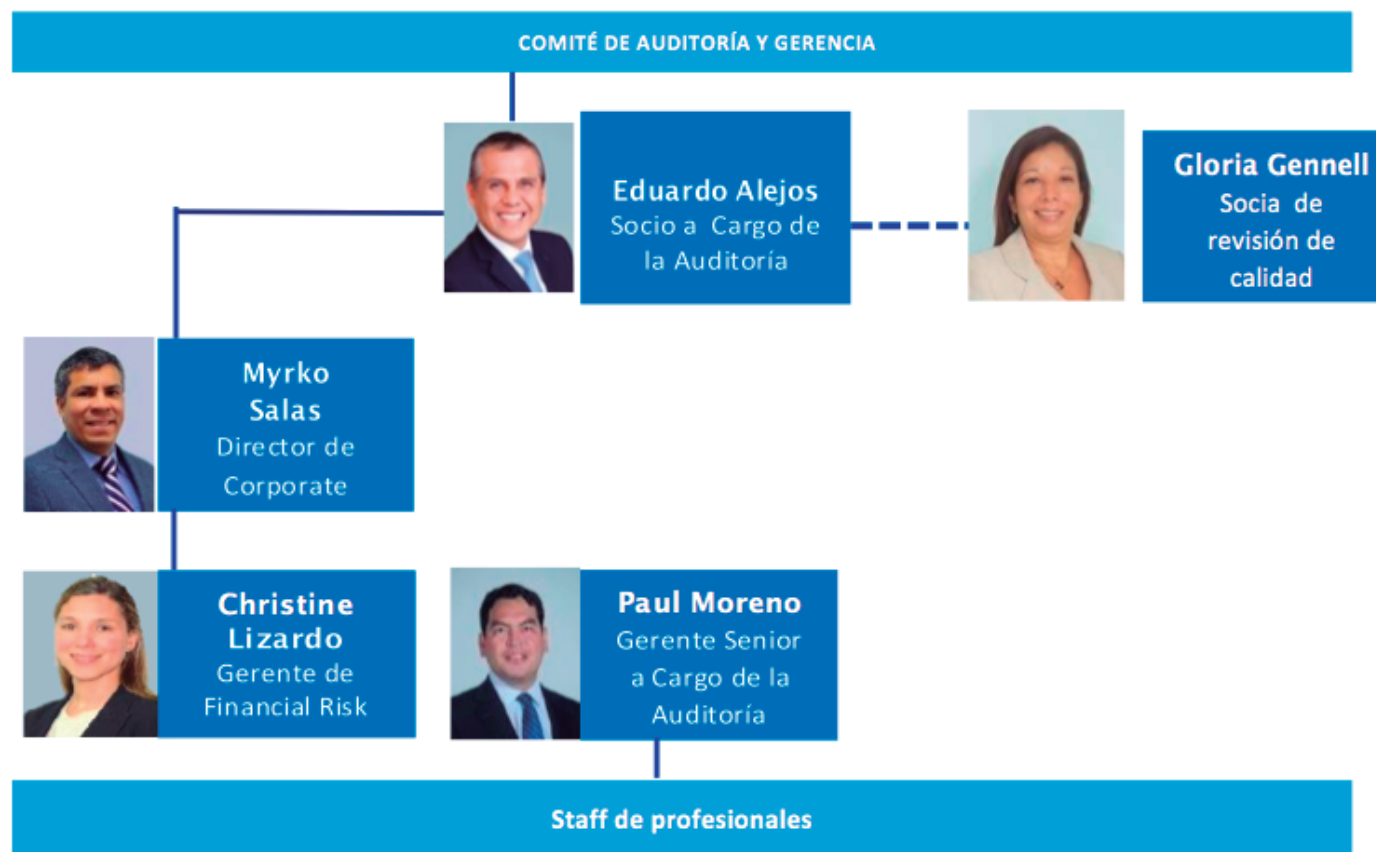 COMITÉ DE AUDITORÍA Y GERENCIA
Eduardo Alejos
Socio a Cargo de
la Auditoría
Gloria Gennell
Socia de
revisión de
calidad
Myrko
Salas
Director de
Corporate
Christine
Lizardo
Gerente de
Financial Risk
Paul Moreno
Gerente Senior
a Cargo de la
Auditoría
Staff de profesionales